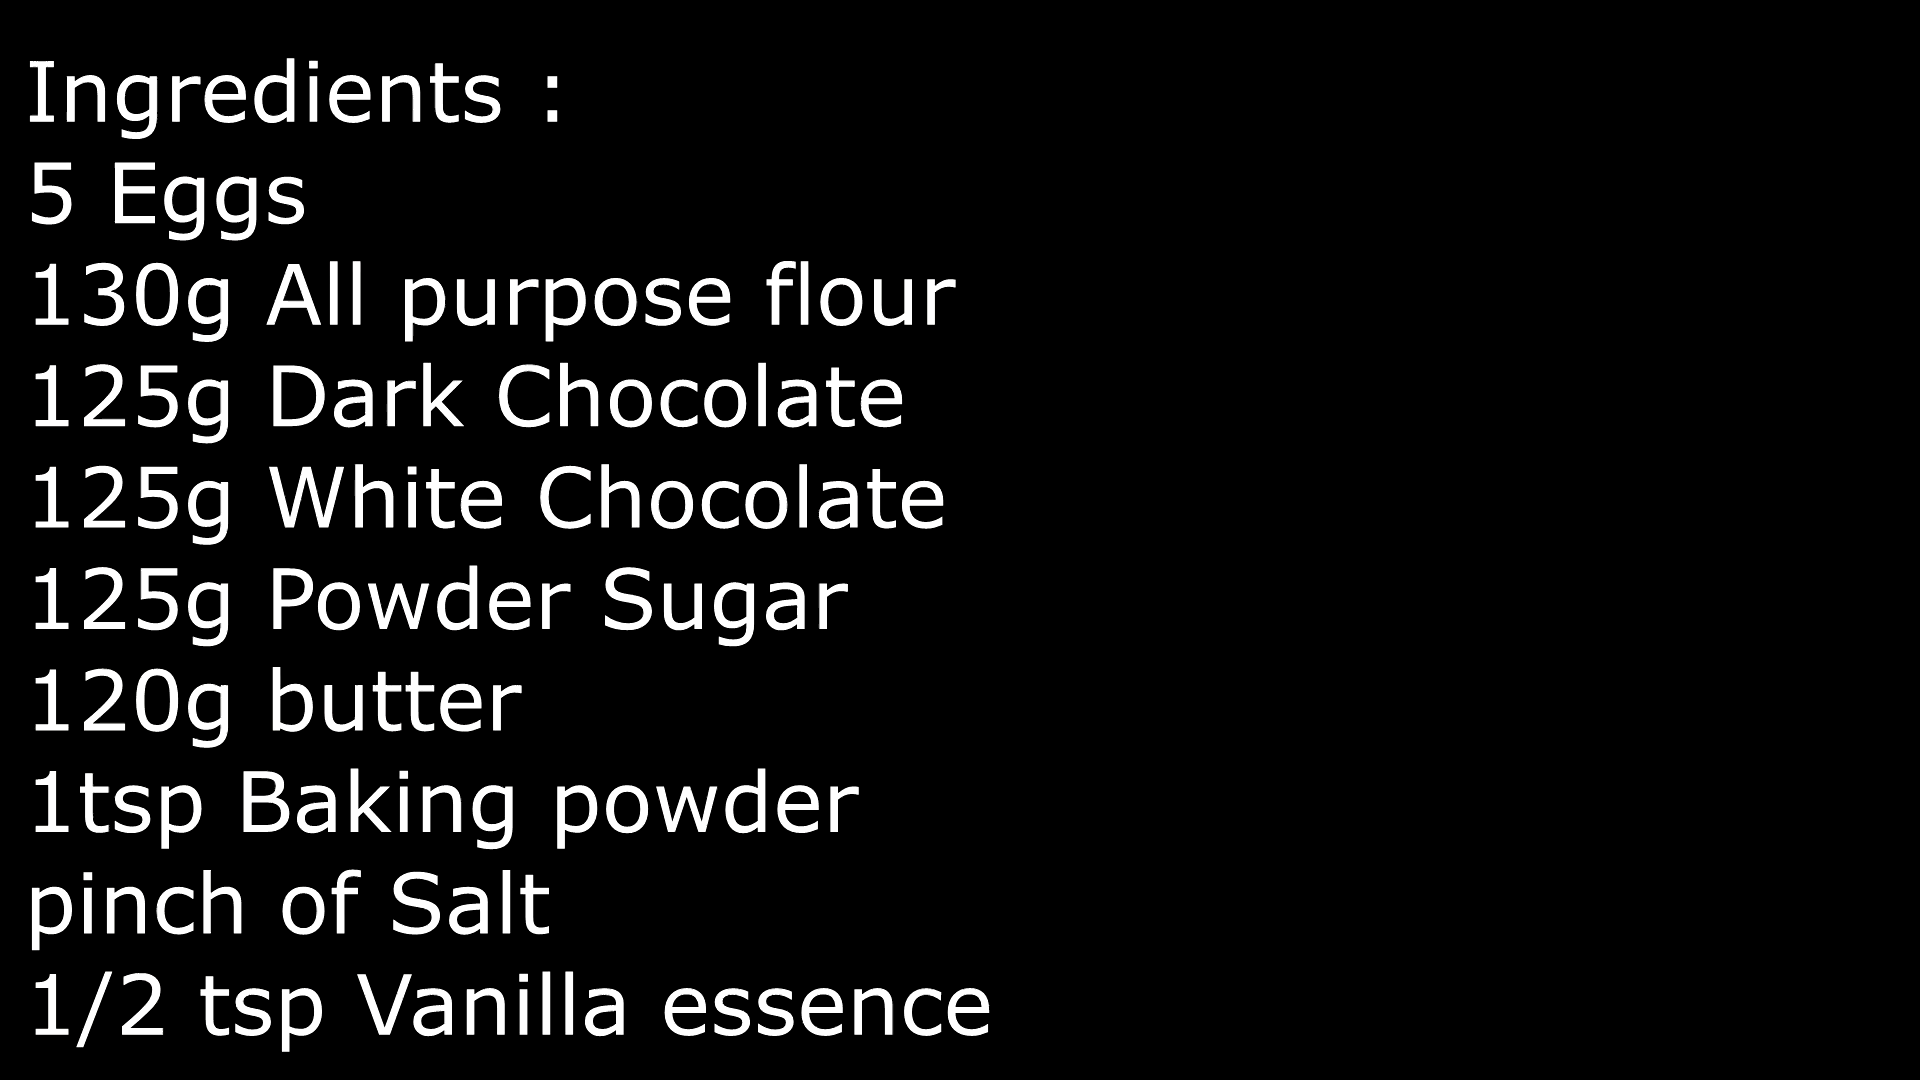 Ingredients :
5 Eggs
130g All purpose flour
125g Dark Chocolate
125g White Chocolate
125g Powder Sugar
120g butter
1tsp Baking powder
pinch of Salt
1/2 tsp Vanilla essence